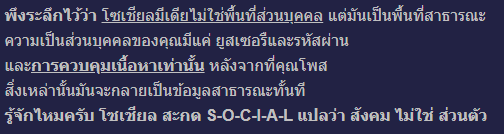 พึงระลึกไว้ว่า โซเชียลมีเดียไม่ใช่พื้นที่ส่วนบุคคล แต่มันเป็นพื้นที่สาธารณะ
ความเป็นส่วนบุคคลของคุณมีแค่ ยูสเซอร์และรหัสผ่าน
และการควบคุมเนื้อหาเท่านั้น หลังจากที่คุณโพส
สิ่งเหล่านั้นมันจะกลายเป็นข้อมูลสาธารณะทันที
รู้จักไหมครับ โซเชียล สะกด S-O-C-I-A-L แปลว่า สังคม ไม่ใช่ ส่วนตัว